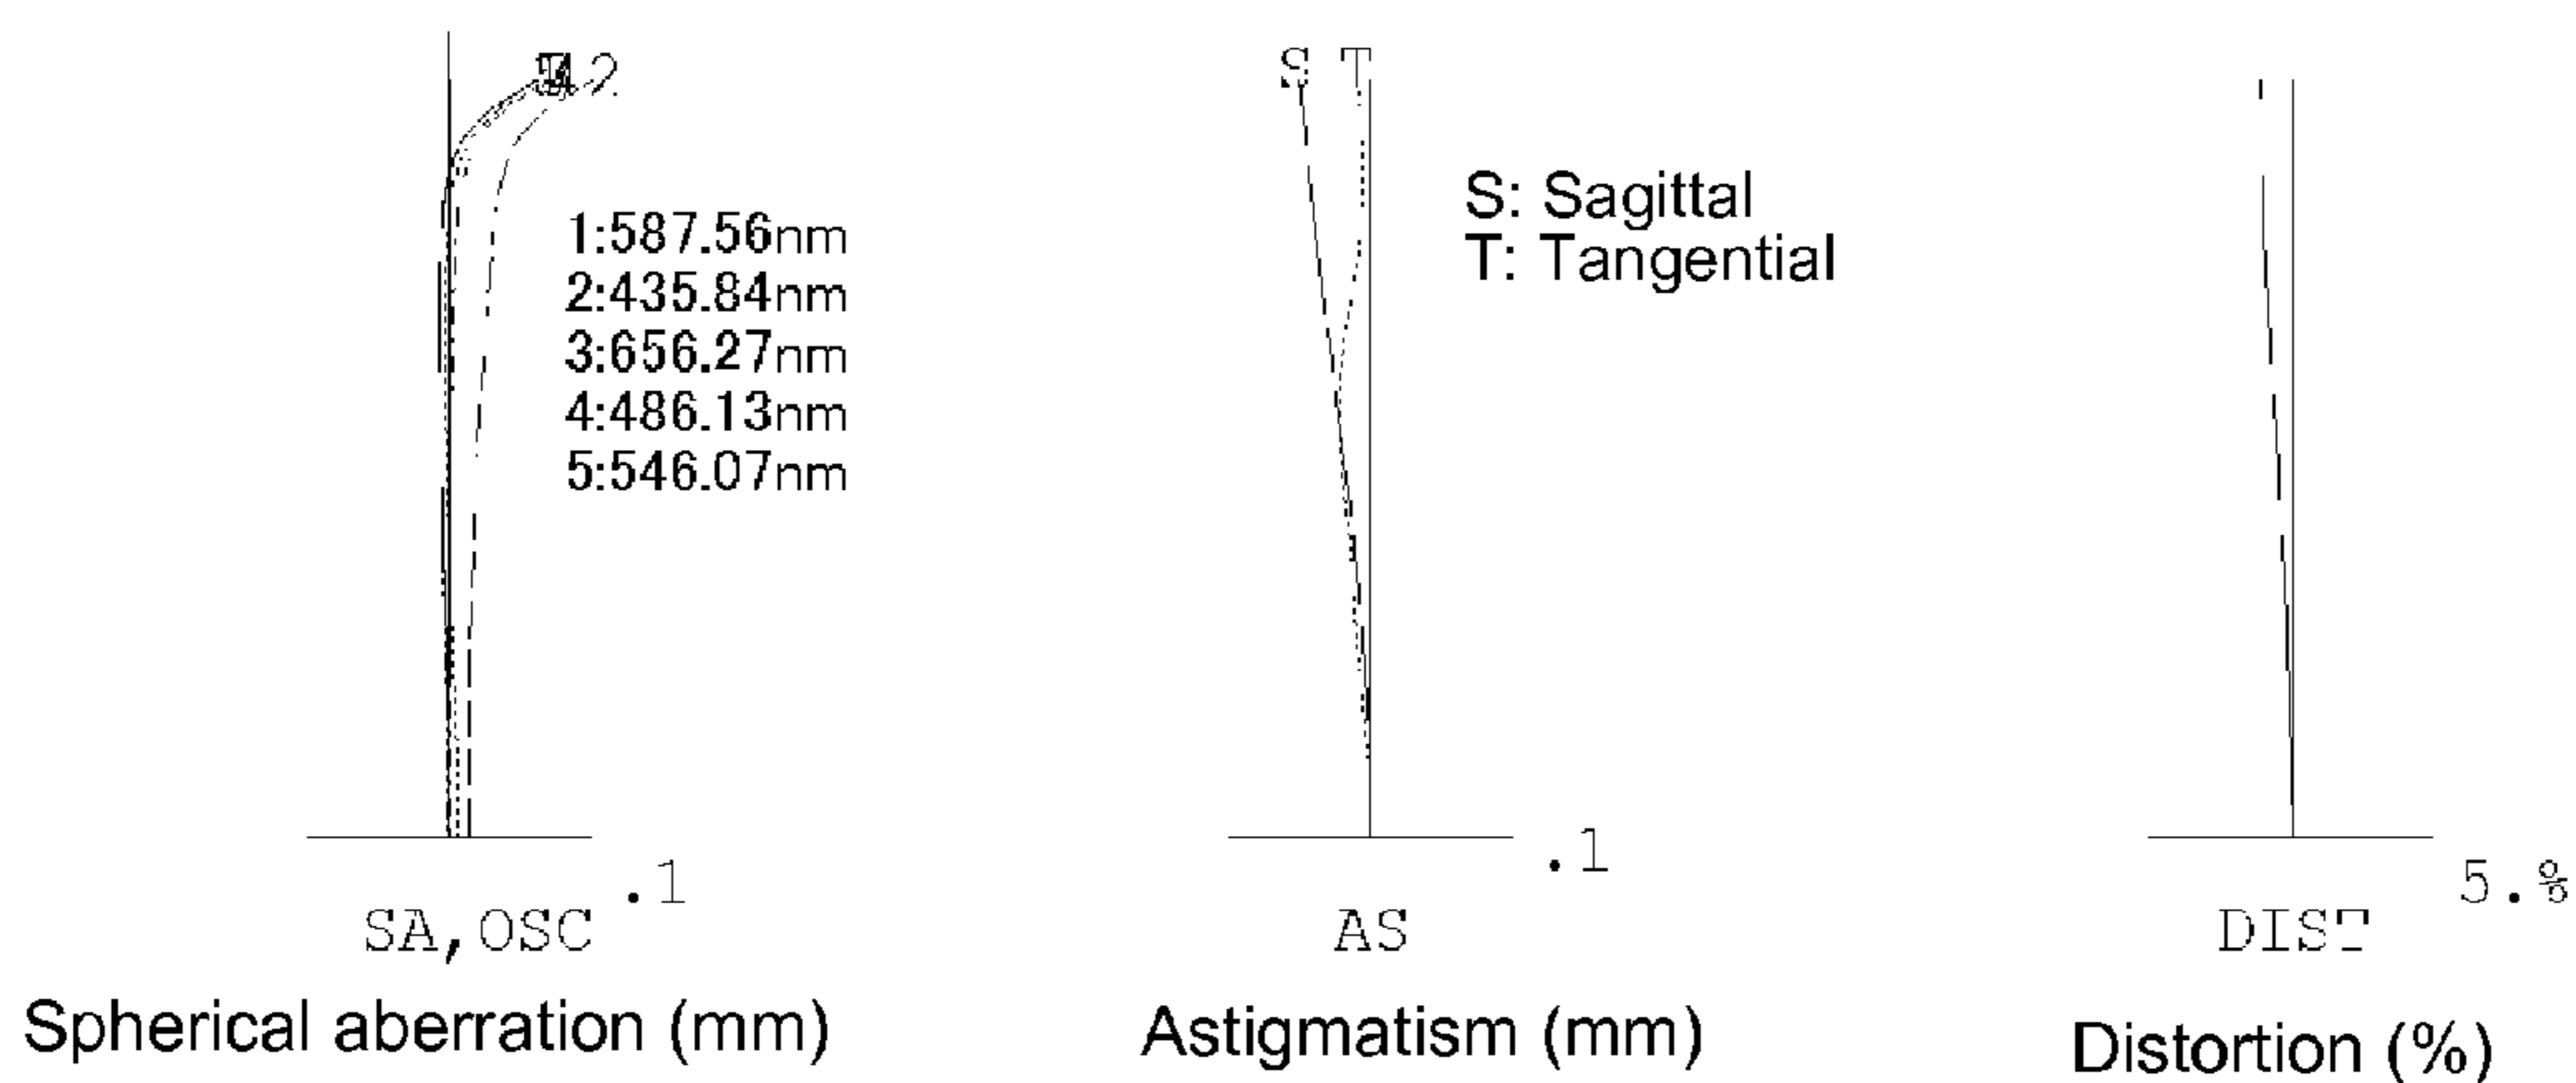 2
S T
1:587.56nm
2:435.84nm
3:656.27nm
4:486.13nm
5:546.07nm
S: Sagittal
T: Tangential
.1
SA,OSC
.1
AS
5.%
DIST
Spherical aberration (mm)
Astigmatism (mm)
Distortion (%)